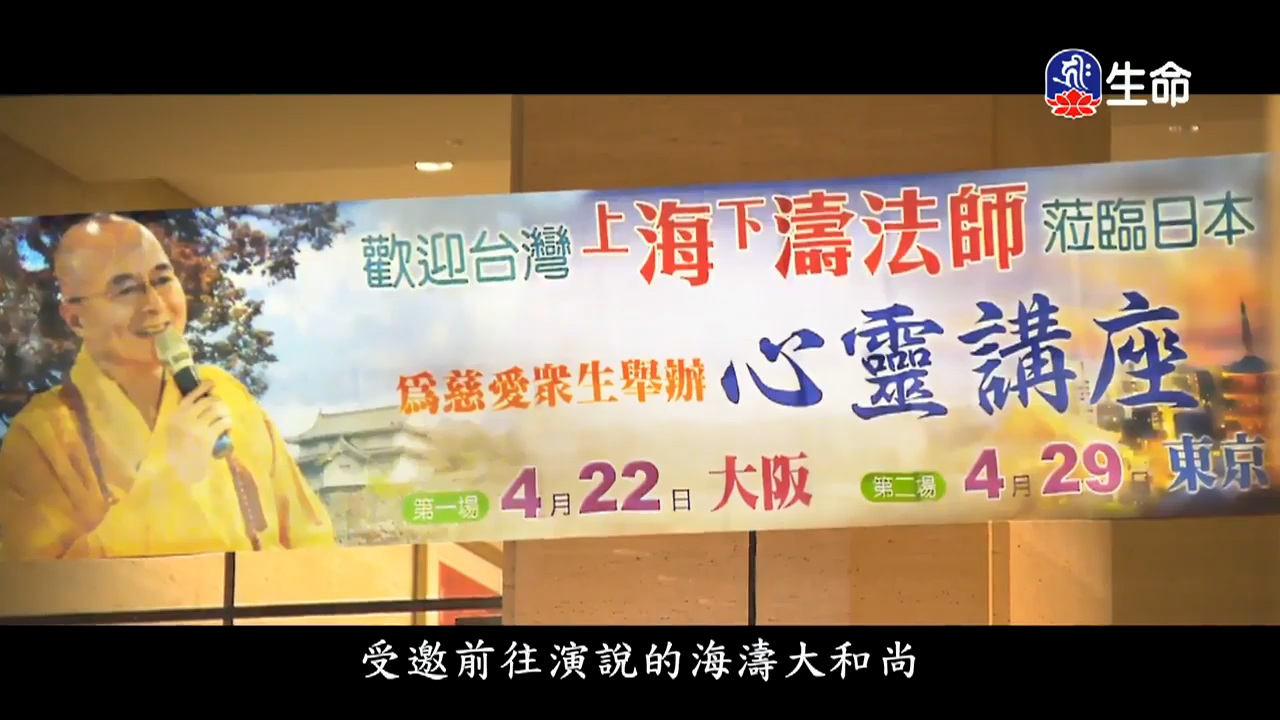 生命
歡迎台灣上海下濤法師蒞臨日本
為慈愛眾生舉辦心靈講座
第一場 4月22日 大阪 第二場 4月29日 東京
受邀前往演說的海濤大和尚